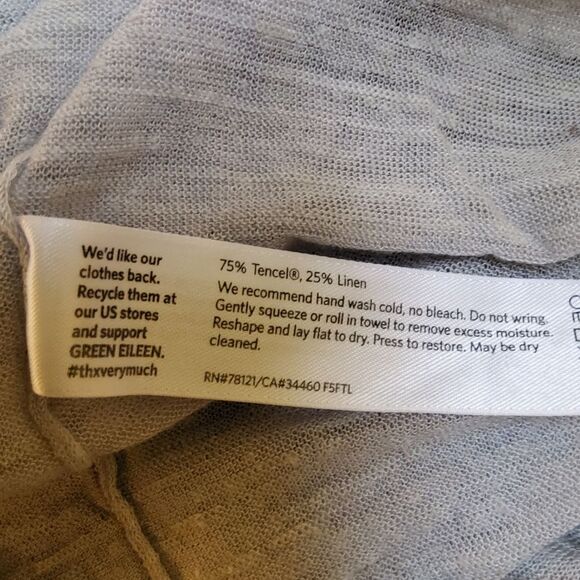 We'd like our
clothes back.
Recycle them at
our US stores
and support
GREEN EILEEN.
#thxverymuch
75% Tencel®, 25% Linen
We recommend hand wash cold, no bleach. Do not wring.
Gently squeeze or roll in towel to remove excess moisture.
Reshape and lay flat to dry. Press to restore. May be dry
cleaned.
RN#78121/CA#34460 F5FTL